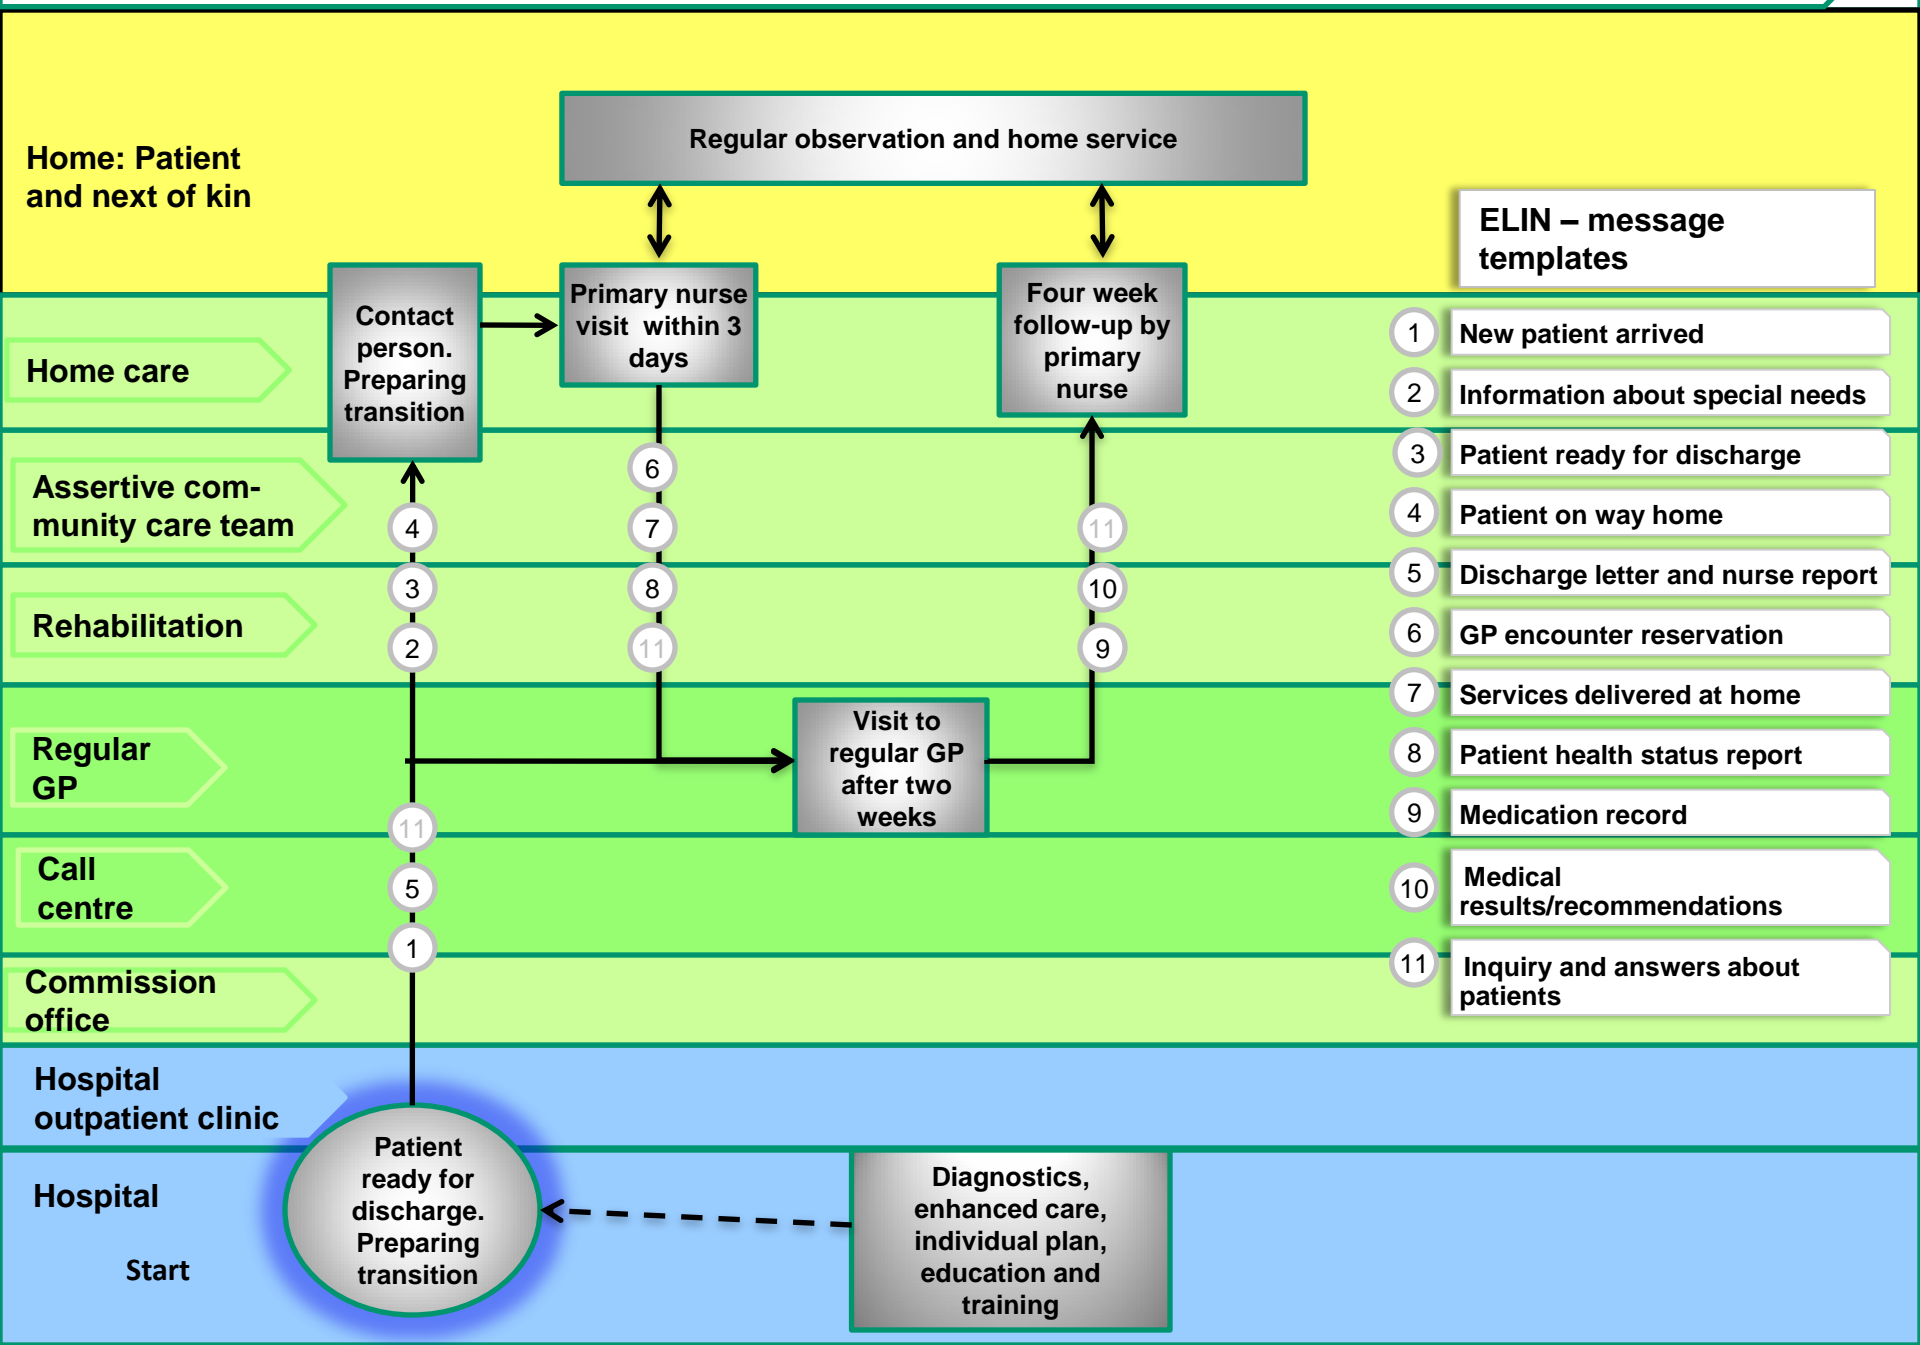 Regular observation and home service
Home: Patient
and next of kin
ELIN – message
templates
Contact
person.
Preparing
transition
Primary nurse
visit within 3
days
Four week
follow-up by
primary
nurse
Home care
Assertive com-
munity care team
Rehabilitation
Regular
GP
Call
centre
Commission
office
Hospital
outpatient clinic
Hospital
Start
4
3
2
11
5
1
6
7
8
11
11
10
9
Visit to
regular GP
after two
weeks
Patient
ready for
discharge.
Preparing
transition
Diagnostics,
enhanced care,
individual plan,
education and
training
1 New patient arrived
2 Information about special needs
3 Patient ready for discharge
4 Patient on way home
5 Discharge letter and nurse report
6 GP encounter reservation
7 Services delivered at home
8 Patient health status report
9 Medication record
10 Medical
results/recommendations
11 Inquiry and answers about
patients